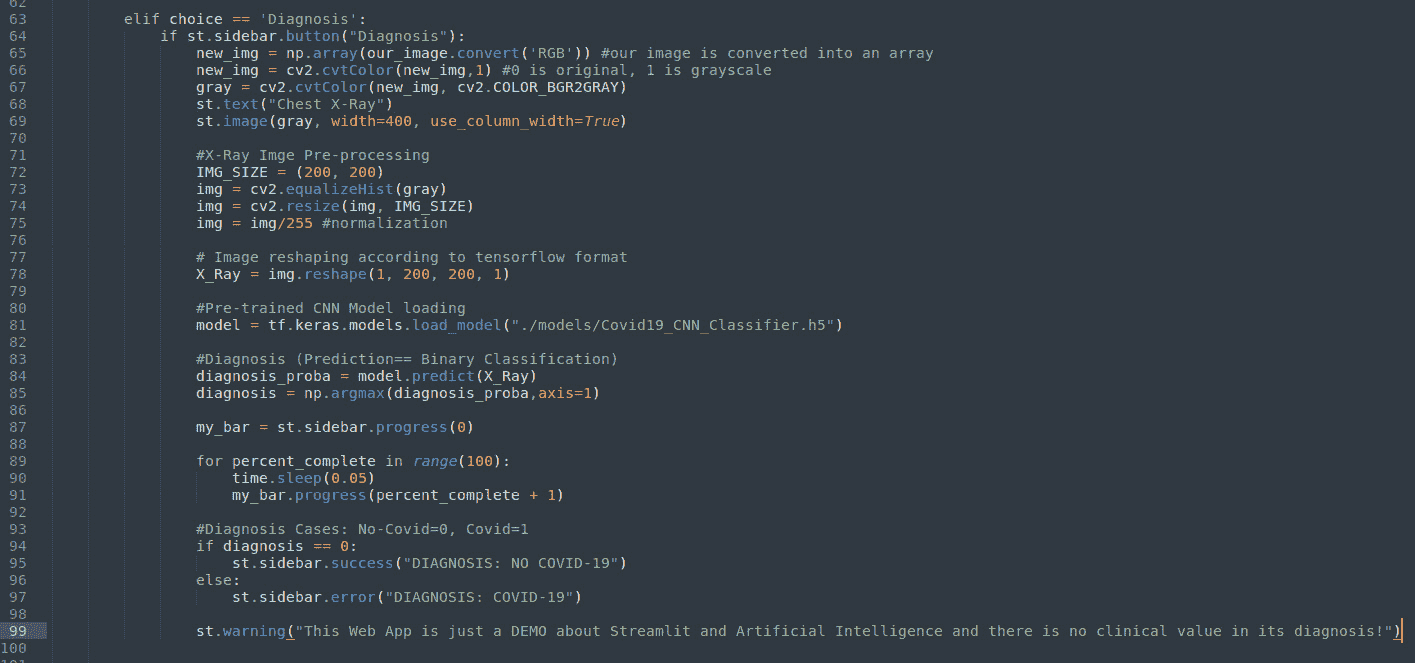 62
63 elif choice == 'Diagnosis':
64 if st.sidebar.button("Diagnosis"):
65 new_img = np.array(our_image.convert('RGB')) #our image is converted into an array
66 new_img = cv2.cvtColor(new_img,1) #0 is original, 1 is grayscale
67 gray = cv2.cvtColor(new_img, cv2.COLOR_BGR2GRAY)
68 st.text("Chest X-Ray")
69 st.image(gray, width=400, use_column_width=True)
70
71 #X-Ray Imge Pre-processing
72 IMG_SIZE = (200, 200)
73 img = cv2.equalizeHist(gray)
74 img = cv2.resize(img, IMG_SIZE)
75 img = img/255 #normalization
76
77 # Image reshaping according to tensorflow format
78 X_Ray = img.reshape(1, 200, 200, 1)
79
80 #Pre-trained CNN Model loading
81 model = tf.keras.models.load_model("./models/Covid19_CNN_Classifier.h5")
82
83 #Diagnosis (Prediction== Binary Classification)
84 diagnosis_proba = model.predict(X_Ray)
85 diagnosis = np.argmax(diagnosis_proba,axis=1)
86
87 my_bar = st.sidebar.progress(0)
88
89 for percent_complete in range(100):
90 time.sleep(0.05)
91 my_bar.progress(percent_complete + 1)
92
93 #Diagnosis Cases: No-Covid=0, Covid=1
94 if diagnosis == 0:
95 st.sidebar.success("DIAGNOSIS: NO COVID-19")
96 else:
97 st.sidebar.error("DIAGNOSIS: COVID-19")
98
99 st.warning("This Web App is just a DEMO about Streamlit and Artificial Intelligence and there is no clinical value in its diagnosis!")
100
101